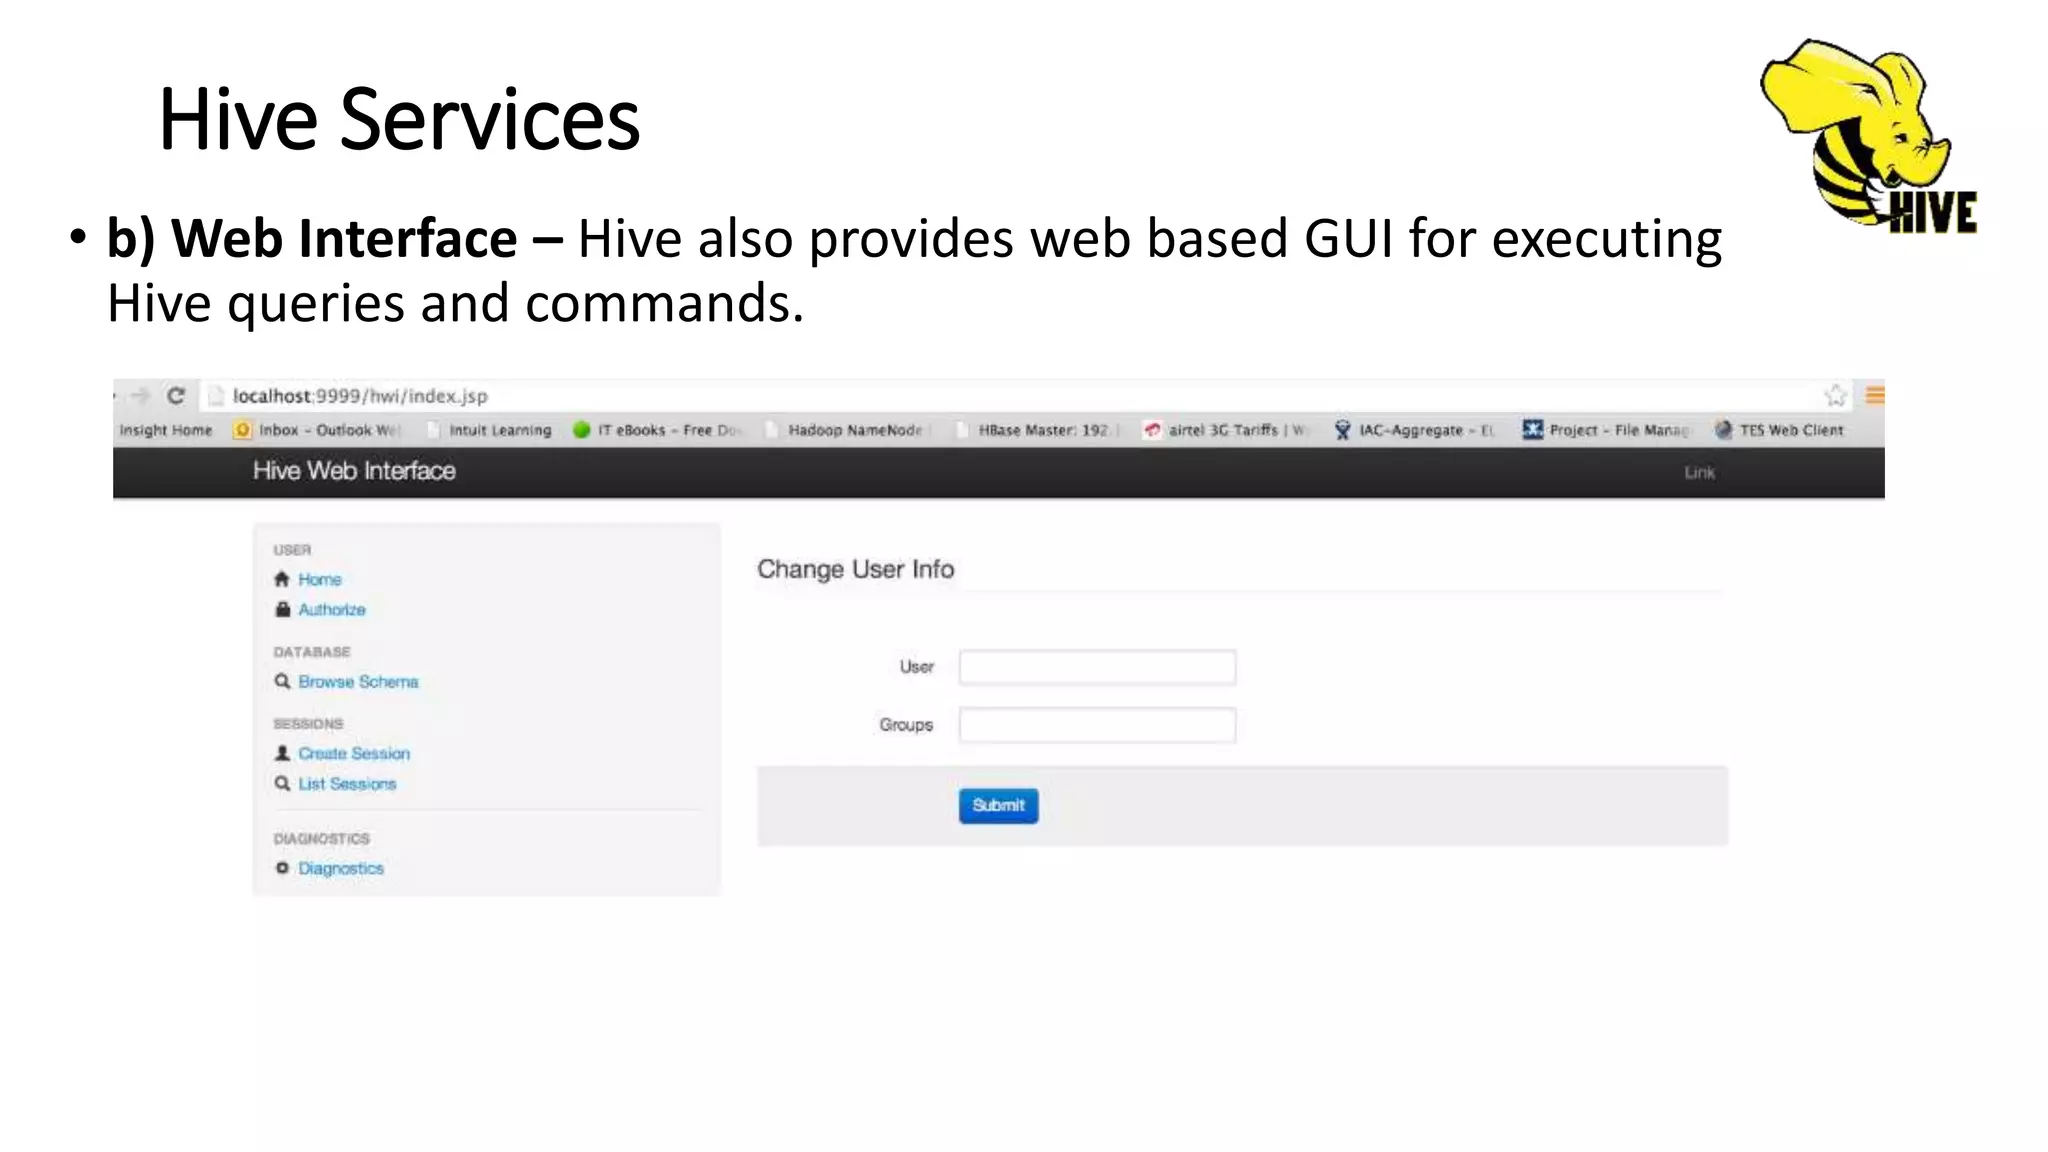 Hive Services
HIVE
• b) Web Interface – Hive also provides web based GUI for executing
Hive queries and commands.
localhost:9999/hwi/index.jsp
Insight Home Inbox - Outlook Intuit Learning IT eBooks - Free Hadoop NameNode HBase Master: 192 airtel 3G Tariffs | IAC-Aggregate - Project - File TES Web Client
Hive Web Interface Link
USER
Home
Authorize
DATABASE
Browse Schema
SESSIONS
Create Session
List Sessions
DIAGNOSTICS
Diagnostics
Change User Info
User
Groups
Submit